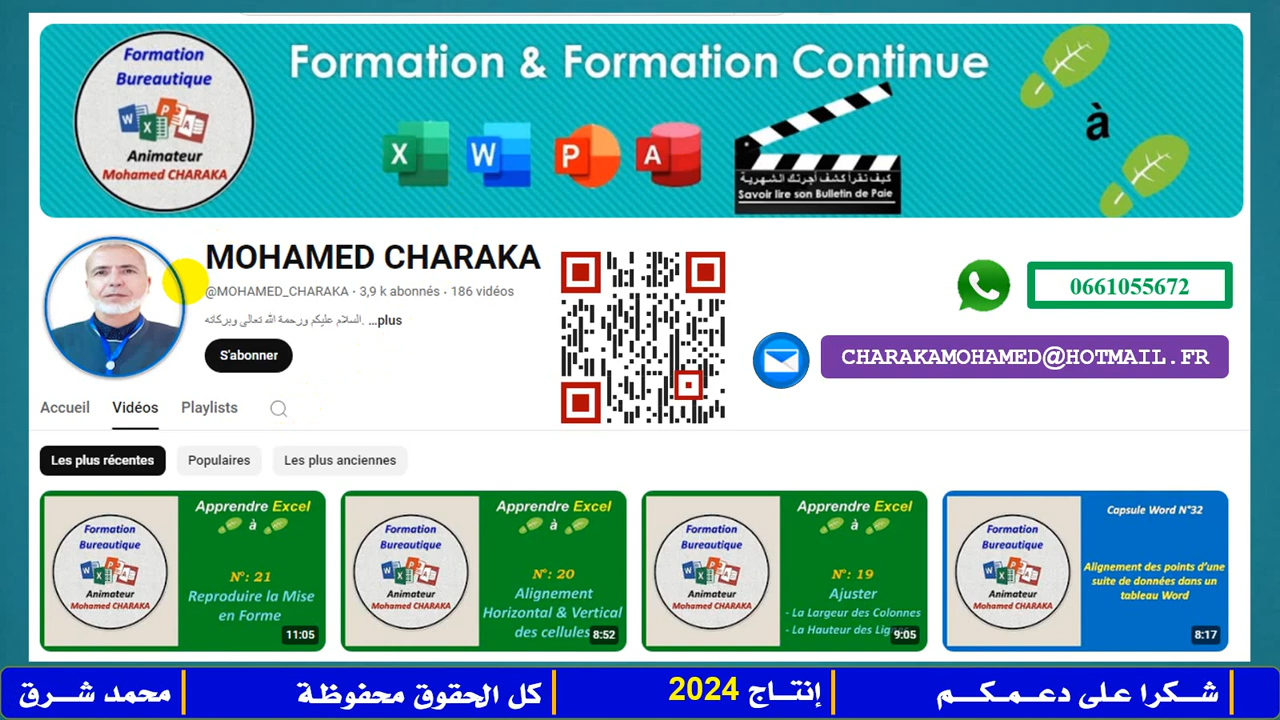 Formation
Bureautique
W P X A
Animateur
Mohamed CHARAKA
Formation & Formation Continue
X W P A
كيف تقرأ كشف أجرتك الشهرية
Savoir lire son Bulletin de Paie
à
MOHAMED CHARAKA
@MOHAMED_CHARAKA · 3,9 k abonnés · 186 vidéos
السلام عليكم ورحمة الله تعالى وبركاته. ...plus
S'abonner
0661055672
CHARAKAMOHAMED@HOTMAIL.FR
Accueil Vidéos Playlists
Les plus récentes Populaires Les plus anciennes
Formation
Bureautique
W P X A
Animateur
Mohamed CHARAKA
Apprendre Excel
à
N°: 21
Reproduire la Mise
en Forme
11:05
Formation
Bureautique
W P X A
Animateur
Mohamed CHARAKA
Apprendre Excel
à
N°: 20
Alignement
Horizontal & Vertical
des cellules
8:52
Formation
Bureautique
W P X A
Animateur
Mohamed CHARAKA
Apprendre Excel
à
N°: 19
Ajuster
- La Largeur des Colonnes
- La Hauteur des
9:05
Formation
Bureautique
W P X A
Animateur
Mohamed CHARAKA
Capsule Word N°32
Alignement des points d'une
suite de données dans un
tableau Word
8:17
شـــكرا على دعــمــكـــم
إنتــاج 2024
كل الحقوق محفوظة
محمد شـــرق